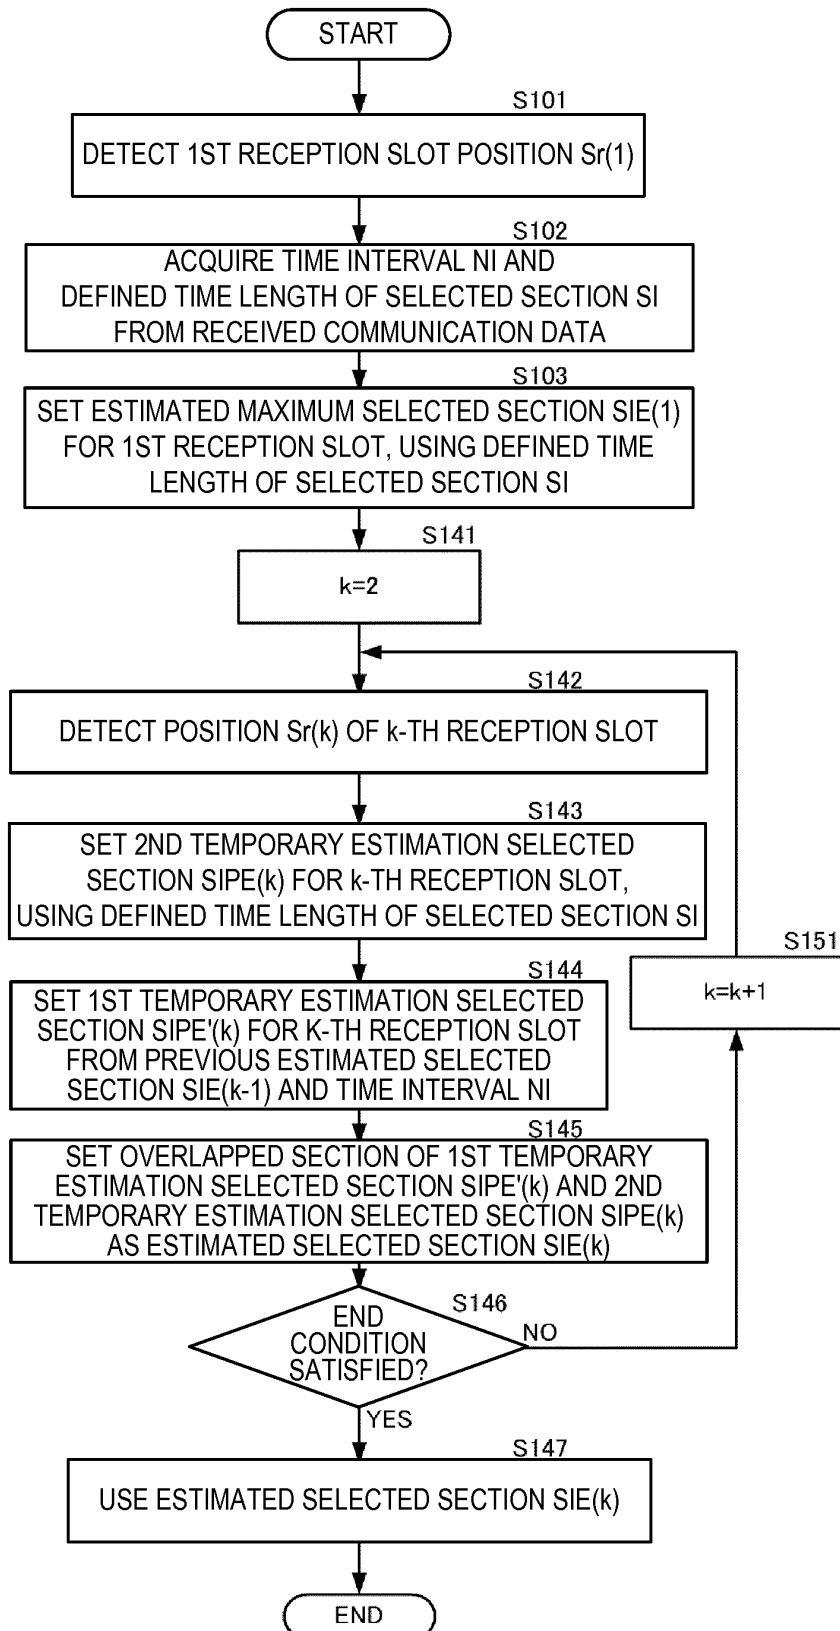 START
S101
DETECT 1ST RECEPTION SLOT POSITION Sr(1)
S102
ACQUIRE TIME INTERVAL NI AND
DEFINED TIME LENGTH OF SELECTED SECTION SI
FROM RECEIVED COMMUNICATION DATA
S103
SET ESTIMATED MAXIMUM SELECTED SECTION SIE(1)
FOR 1ST RECEPTION SLOT, USING DEFINED TIME
LENGTH OF SELECTED SECTION SI
S141
k=2
S142
DETECT POSITION Sr(k) OF k-TH RECEPTION SLOT
S143
SET 2ND TEMPORARY ESTIMATION SELECTED
SECTION SIPE(k) FOR k-TH RECEPTION SLOT,
USING DEFINED TIME LENGTH OF SELECTED SECTION SI
S151
k=k+1
S144
SET 1ST TEMPORARY ESTIMATION SELECTED
SECTION SIPE'(k) FOR K-TH RECEPTION SLOT
FROM PREVIOUS ESTIMATED SELECTED
SECTION SIE(k-1) AND TIME INTERVAL NI
S145
SET OVERLAPPED SECTION OF 1ST TEMPORARY
ESTIMATION SELECTED SECTION SIPE'(k) AND 2ND
TEMPORARY ESTIMATION SELECTED SECTION SIPE(k)
AS ESTIMATED SELECTED SECTION SIE(k)
S146
END
CONDITION
SATISFIED?
NO
YES
S147
USE ESTIMATED SELECTED SECTION SIE(k)
END